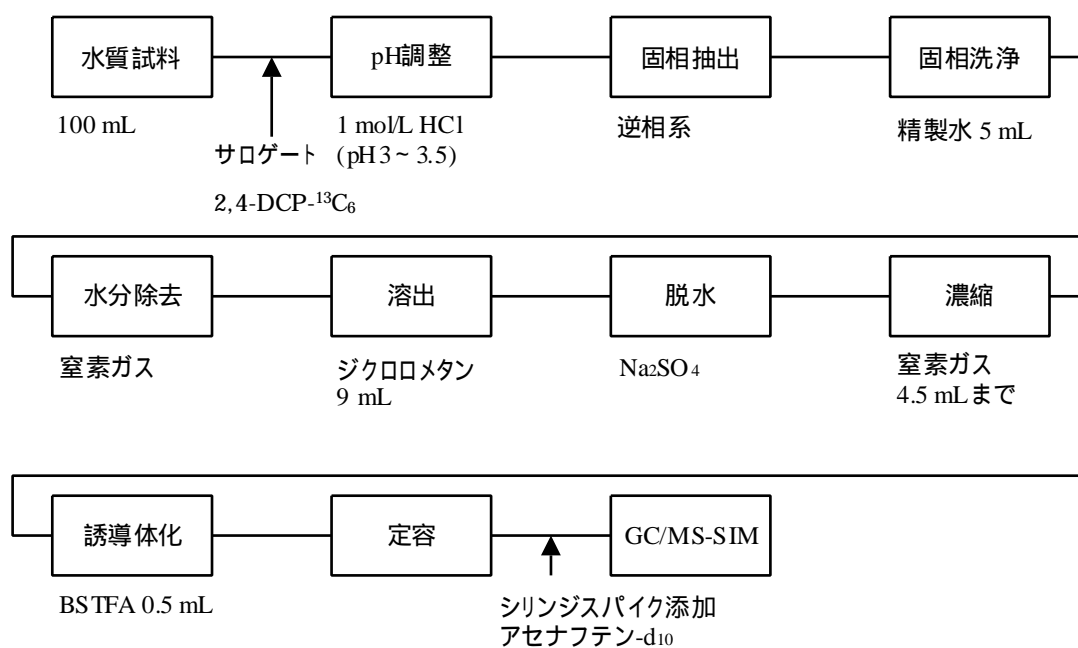 水質試料
pH調整
固相抽出
固相洗浄
100 mL
1 mol/L HCl
(pH3~3.5)
逆相系
精製水 5 mL
サロゲート
2,4-DCP-¹³C₆
水分除去
溶出
脱水
濃縮
窒素ガス
ジクロロメタン
9 mL
Na₂SO₄
窒素ガス
4.5 mLまで
誘導体化
定容
GC/MS-SIM
BSTFA 0.5 mL
シリンジスパイク添加
アセナフテン-d₁₀